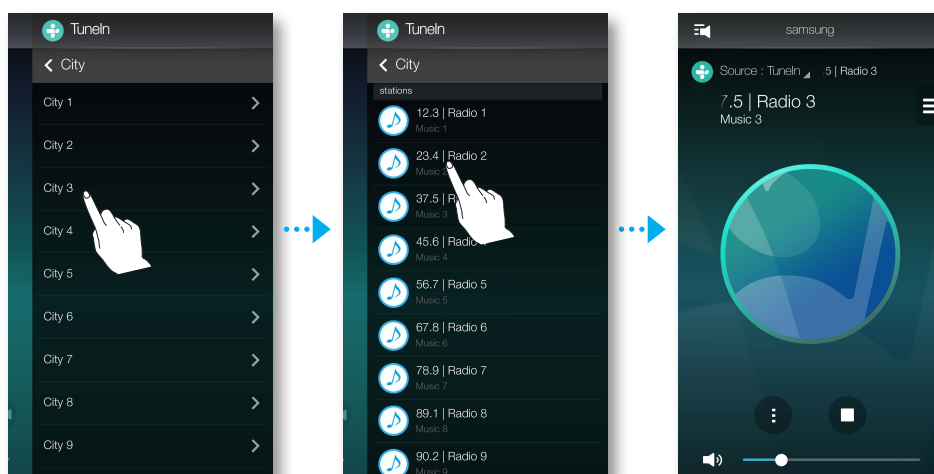 TuneIn
City
City 1
City 2
City 3
City 4
City 5
City 6
City 7
City 8
City 9
TuneIn
City
stations
12.3 | Radio 1
Music 1
23.4 | Radio 2
Music 2
37.5 | R
Music 3
45.6 | Radio
Music 4
56.7 | Radio 5
Music 5
67.8 | Radio 6
Music 6
78.9 | Radio 7
Music 7
89.1 | Radio 8
Music 8
90.2 | Radio 9
Music 9
samsung
Source : TuneIn .5 | Radio 3
7.5 | Radio 3
Music 3